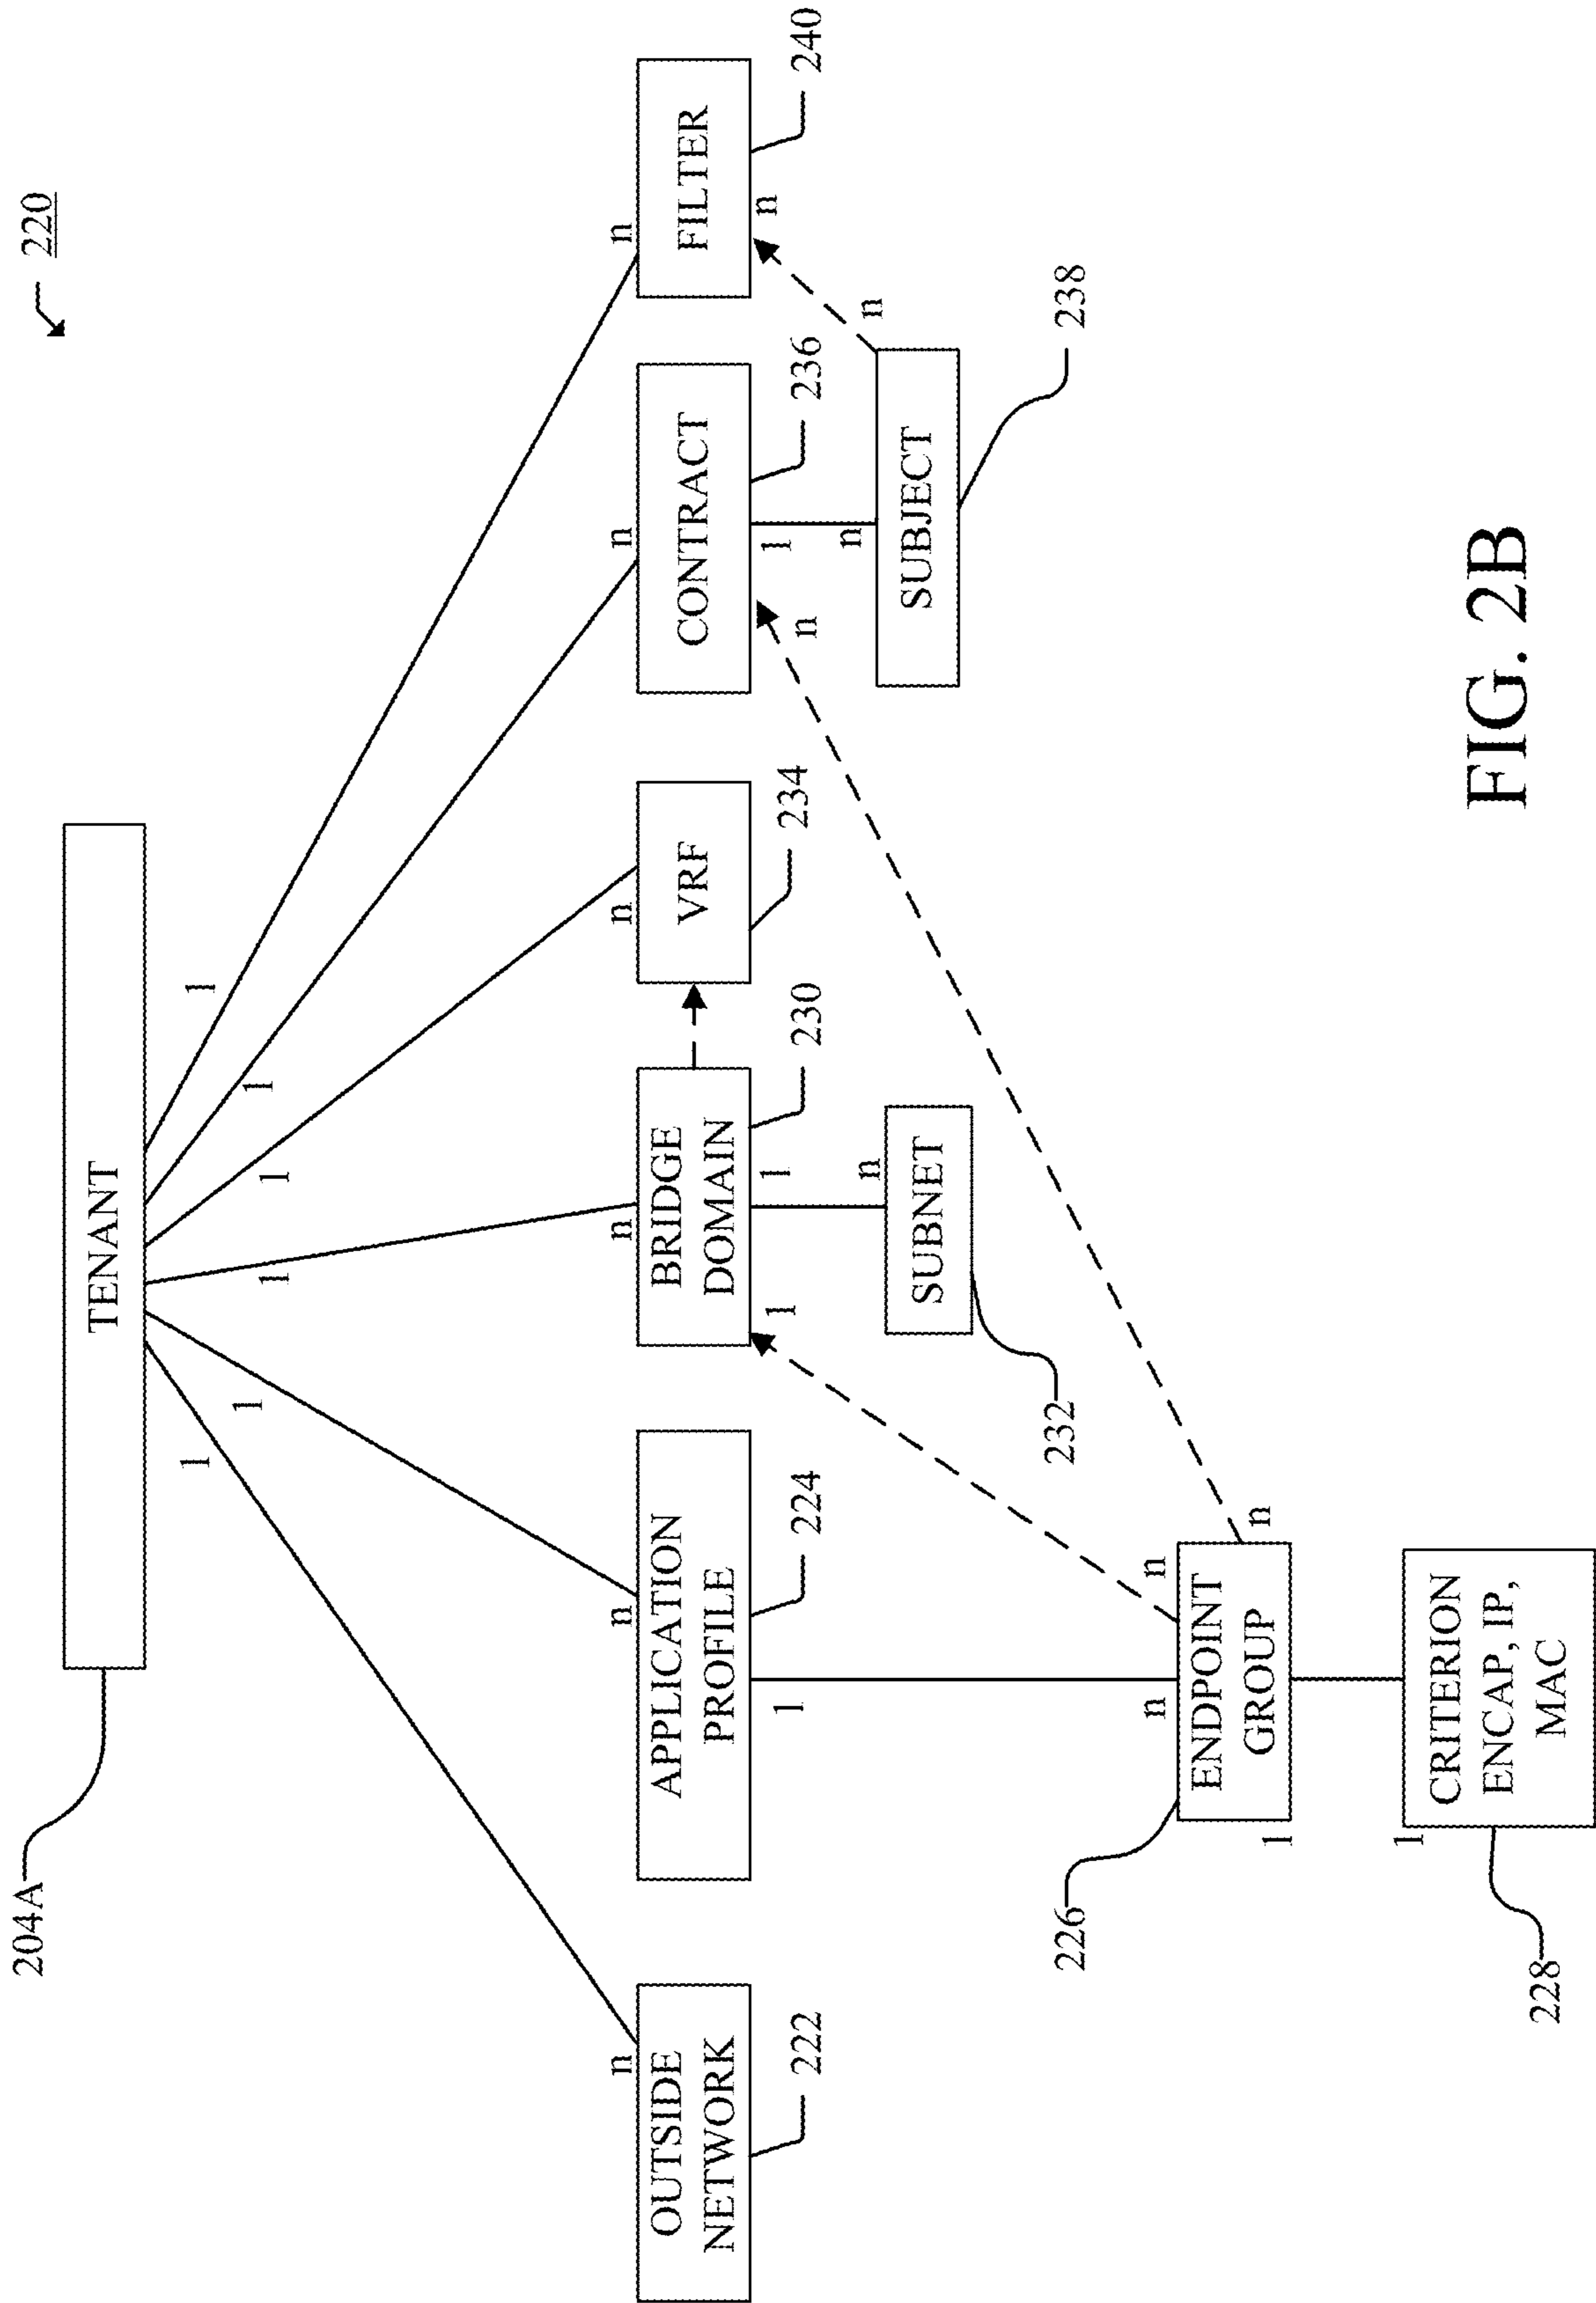 220
204A
TENANT
1
1
1
1
1
1
n
n
n
n
n
n
OUTSIDE
NETWORK
222
APPLICATION
PROFILE
224
BRIDGE
DOMAIN
230
VRF
234
CONTRACT
236
FILTER
240
1
1
1
n
1
n
n
n
n
SUBNET
232
SUBJECT
238
n
n
n
ENDPOINT
GROUP
226
1
1
CRITERION
ENCAP, IP,
MAC
228
FIG. 2B